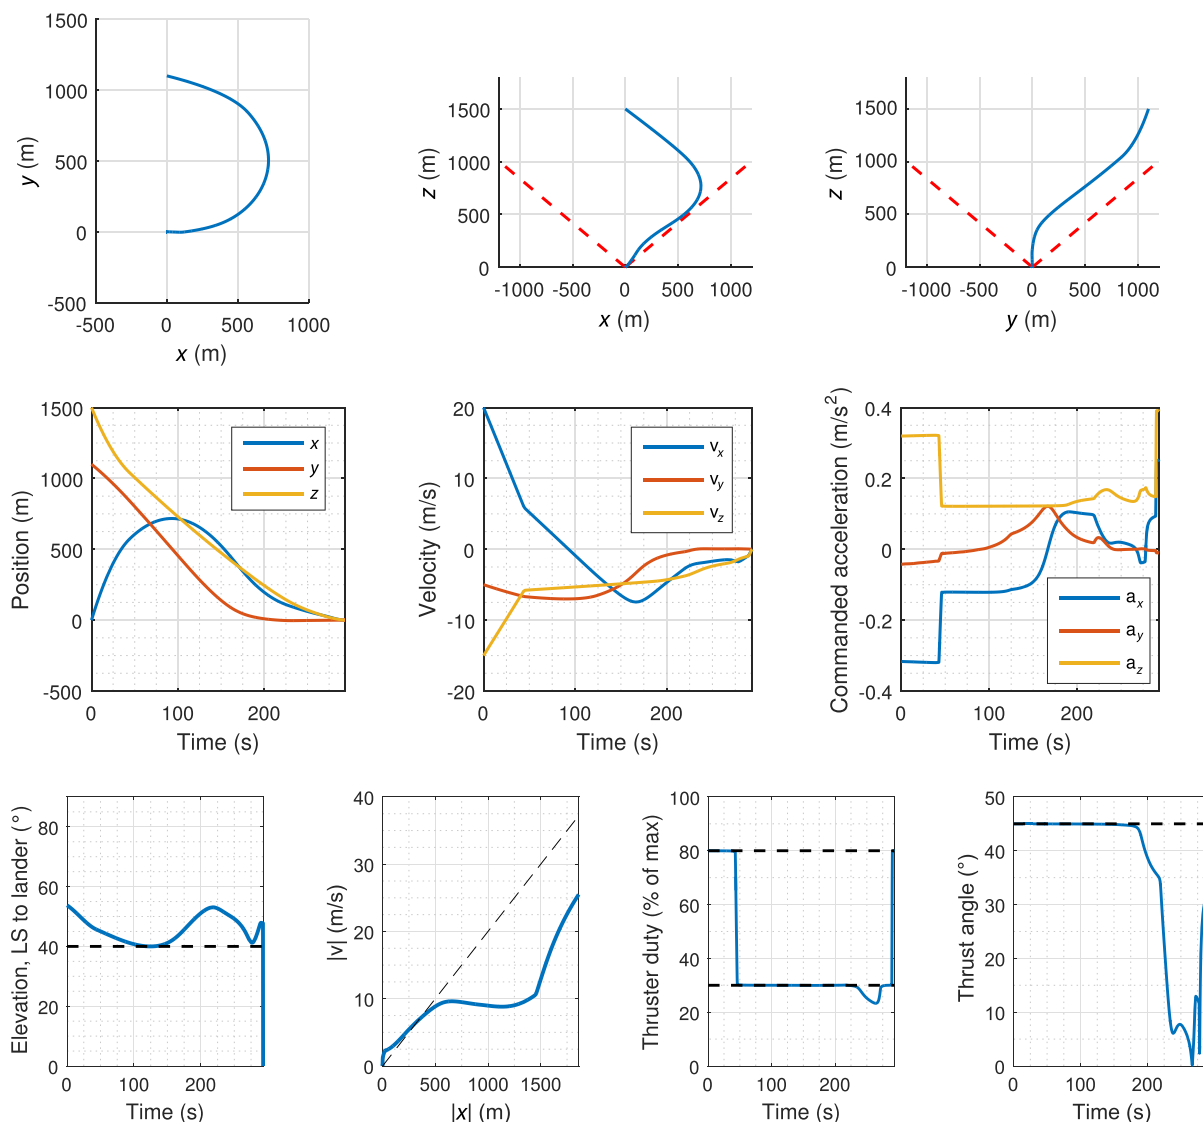 1500
1000
500
0
-500
-500 0 500 1000
y (m)
x (m)
1500
1000
500
0
-1000 -500 0 500 1000
z (m)
x (m)
1500
1000
500
0
-1000 -500 0 500 1000
z (m)
y (m)
1500
1000
500
0
-500
0 100 200
Position (m)
Time (s)
x
y
z
20
10
0
-10
-20
0 100 200
Velocity (m/s)
Time (s)
vx
vy
vz
0.4
0.2
0
-0.2
-0.4
0 100 200
Commanded acceleration (m/s²)
Time (s)
ax
ay
az
80
60
40
20
0
0 100 200
Elevation, LS to lander (°)
Time (s)
40
30
20
10
0
0 500 1000 1500
|v| (m/s)
|x| (m)
100
80
60
40
20
0
0 100 200
Thruster duty (% of max)
Time (s)
50
40
30
20
10
0
0 100 200
Thrust angle (°)
Time (s)